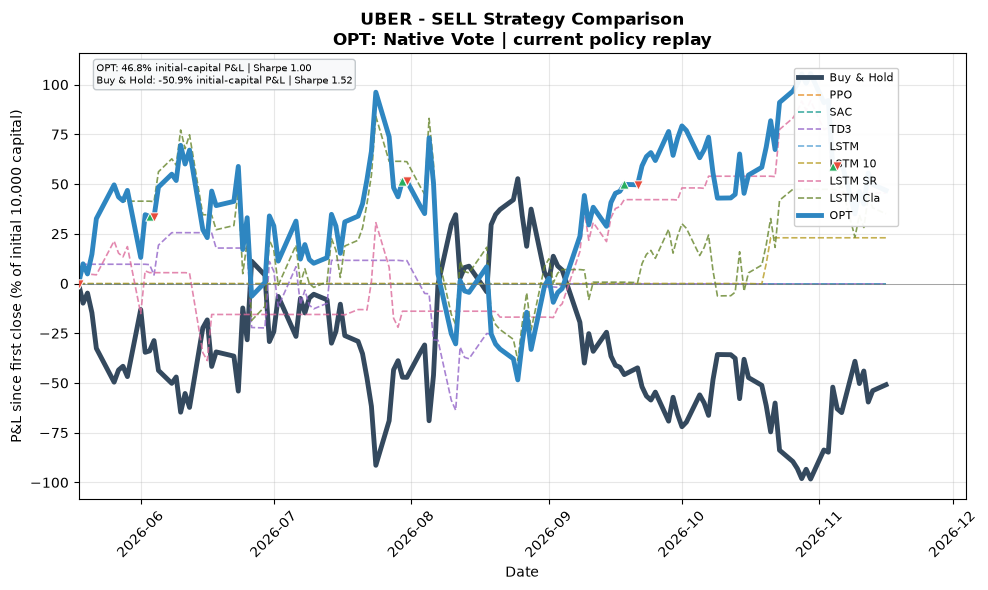 UBER - SELL Strategy Comparison
OPT: Native Vote | current policy replay
OPT: 46.8% initial-capital P&L | Sharpe 1.00
Buy & Hold: -50.9% initial-capital P&L | Sharpe 1.52
Buy & Hold
PPO
SAC
TD3
LSTM
LSTM 10
LSTM SR
LSTM Cla
OPT
P&L since first close (% of initial 10,000 capital)
100
75
50
25
0
−25
−50
−75
−100
2026-06
2026-07
2026-08
2026-09
2026-10
2026-11
2026-12
Date